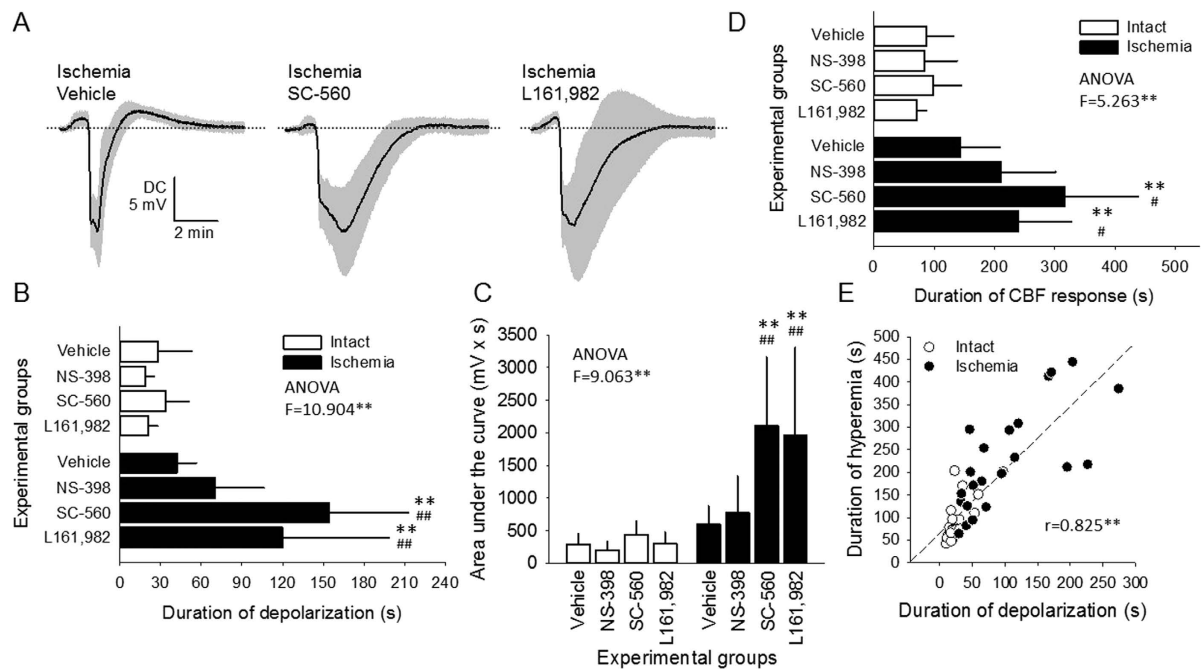 A
Ischemia
Vehicle
Ischemia
SC-560
Ischemia
L161,982
DC
5 mV
2 min
B
Experimental groups
Vehicle
NS-398
SC-560
L161,982
Vehicle
NS-398
SC-560
L161,982
Intact
Ischemia
ANOVA
F=10.904**
**
##
**
##
0 30 60 90 120 150 180 210 240
Duration of depolarization (s)
C
Area under the curve (mV x s)
3500
3000
2500
2000
1500
1000
500
0
ANOVA
F=9.063**
**
##
**
##
Vehicle
NS-398
SC-560
L161,982
Vehicle
NS-398
SC-560
L161,982
Experimental groups
D
Experimental groups
Vehicle
NS-398
SC-560
L161,982
Vehicle
NS-398
SC-560
L161,982
Intact
Ischemia
ANOVA
F=5.263**
**
#
**
#
0 100 200 300 400 500
Duration of CBF response (s)
E
Duration of hyperemia (s)
500
450
400
350
300
250
200
150
100
50
0
Intact
Ischemia
r=0.825**
0 50 100 150 200 250 300
Duration of depolarization (s)